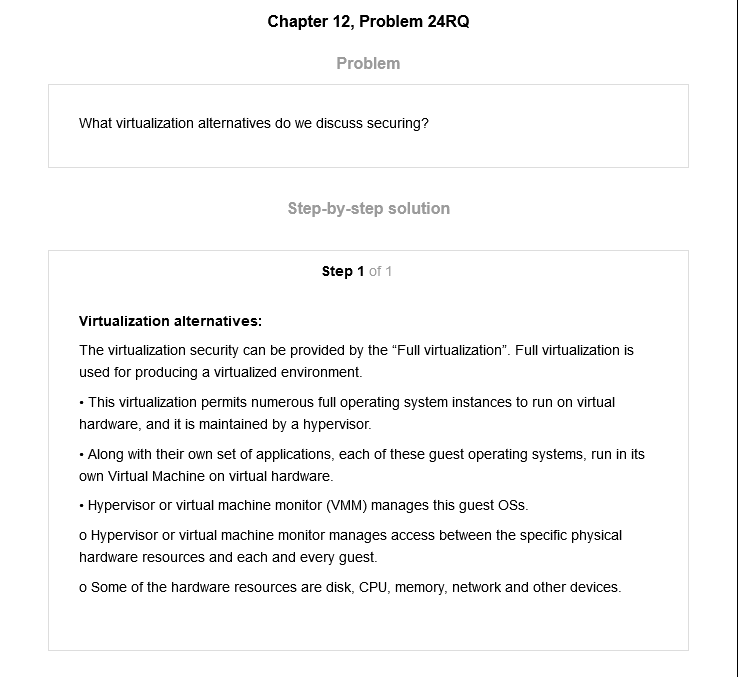 Chapter 12, Problem 24RQ
Problem
What virtualization alternatives do we discuss securing?
Step-by-step solution
Step 1 of 1
Virtualization alternatives:
The virtualization security can be provided by the “Full virtualization”. Full virtualization is
used for producing a virtualized environment.
• This virtualization permits numerous full operating system instances to run on virtual
hardware, and it is maintained by a hypervisor.
• Along with their own set of applications, each of these guest operating systems, run in its
own Virtual Machine on virtual hardware.
• Hypervisor or virtual machine monitor (VMM) manages this guest OSs.
o Hypervisor or virtual machine monitor manages access between the specific physical
hardware resources and each and every guest.
o Some of the hardware resources are disk, CPU, memory, network and other devices.